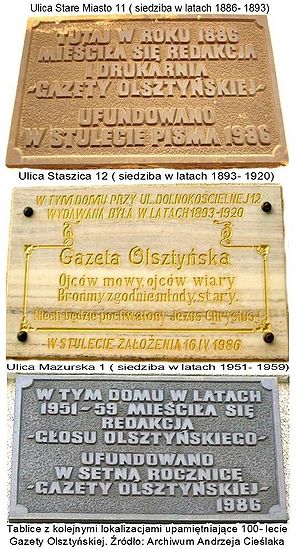 Ulica Stare Miasto 11 ( siedziba w latach 1886- 1893)
TUTAJ W ROKU 1886
MIEŚCIŁA SIĘ REDAKCJA
I DRUKARNIA
-GAZETY OLSZTYŃSKIEJ-
UFUNDOWANO
W STULECIE PISMA 1986
Ulica Staszica 12 ( siedziba w latach 1893- 1920)
W TYM DOMU PRZY UL. DOLNOKOŚCIELNEJ 12
WYDAWANA BYŁA W LATACH 1893-1920
Gazeta Olsztyńska
Ojców mowy, ojców wiary
Brońmy zgodnie: młody, stary.
Niech będzie pochwalony Jezus Chrystus!
W STULECIE ZAŁOŻENIA 16.IV 1986
Ulica Mazurska 1 ( siedziba w latach 1951- 1959)
W TYM DOMU W LATACH
1951-59 MIEŚCIŁA SIĘ
REDAKCJA
-GŁOSU OLSZTYŃSKIEGO-
UFUNDOWANO
W SETNĄ ROCZNICĘ
-GAZETY OLSZTYŃSKIEJ-
1986
Tablice z kolejnymi lokalizacjami upamiętniające 100- lecie
Gazety Olsztyńskiej. Źródło: Archiwum Andrzeja Cieślaka